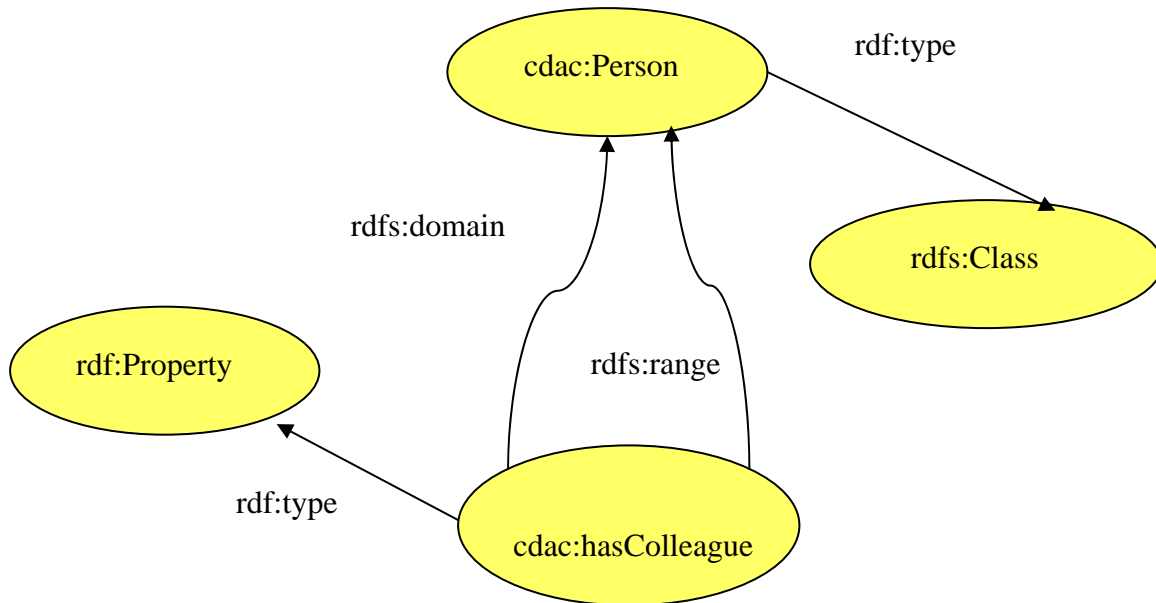 rdf:type
cdac:Person
rdfs:domain
rdfs:Class
rdf:Property
rdfs:range
rdf:type
cdac:hasColleague